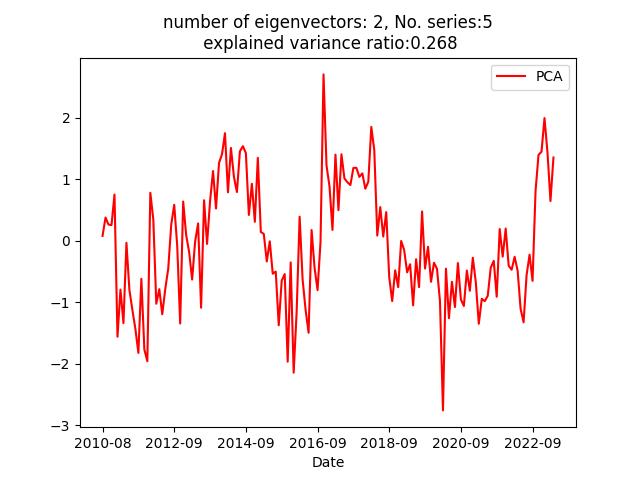 number of eigenvectors: 2, No. series:5
explained variance ratio:0.268
PCA
2
1
0
−1
−2
−3
2010-08 2012-09 2014-09 2016-09 2018-09 2020-09 2022-09
Date